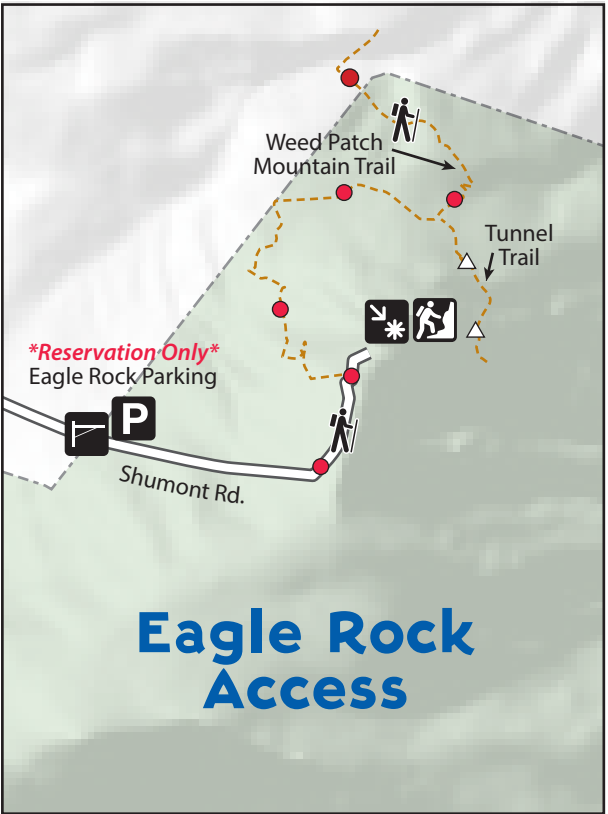 Weed Patch
Mountain Trail
Tunnel
Trail
*Reservation Only*
Eagle Rock Parking
P
Shumont Rd.
Eagle Rock
Access